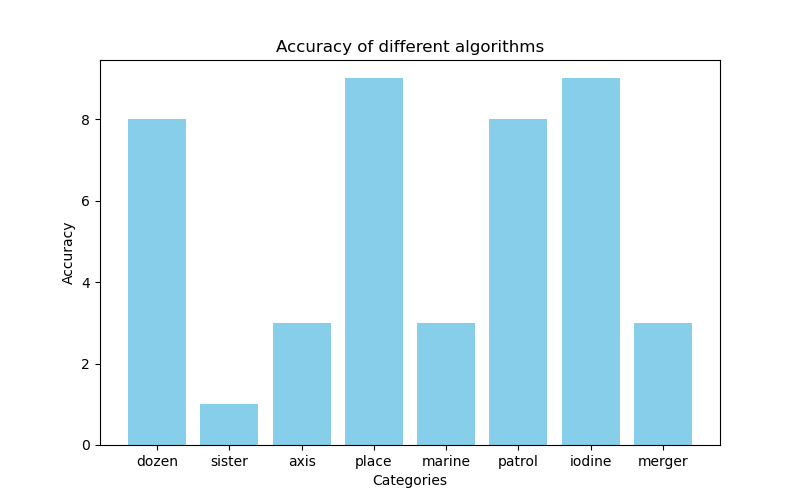 Accuracy of different algorithms
Accuracy
8
6
4
2
0
dozen sister axis place marine patrol iodine merger
Categories